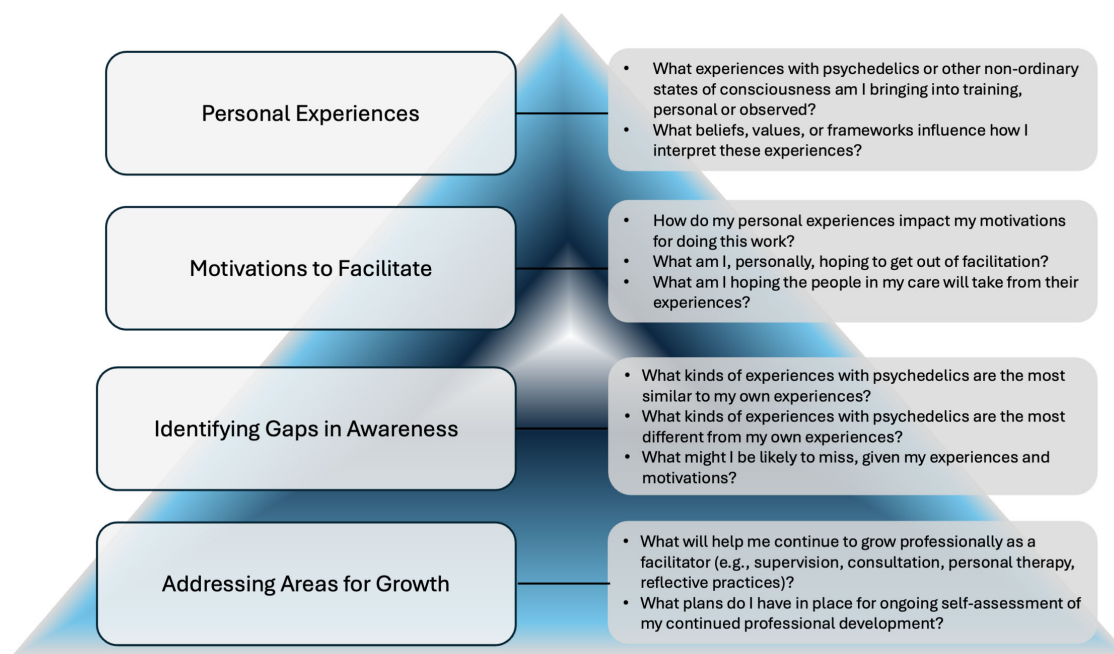 Personal Experiences
• What experiences with psychedelics or other non-ordinary
states of consciousness am I bringing into training,
personal or observed?
• What beliefs, values, or frameworks influence how I
interpret these experiences?
Motivations to Facilitate
• How do my personal experiences impact my motivations
for doing this work?
• What am I, personally, hoping to get out of facilitation?
• What am I hoping the people in my care will take from their
experiences?
Identifying Gaps in Awareness
• What kinds of experiences with psychedelics are the most
similar to my own experiences?
• What kinds of experiences with psychedelics are the most
different from my own experiences?
• What might I be likely to miss, given my experiences and
motivations?
Addressing Areas for Growth
• What will help me continue to grow professionally as a
facilitator (e.g., supervision, consultation, personal therapy,
reflective practices)?
• What plans do I have in place for ongoing self-assessment of
my continued professional development?